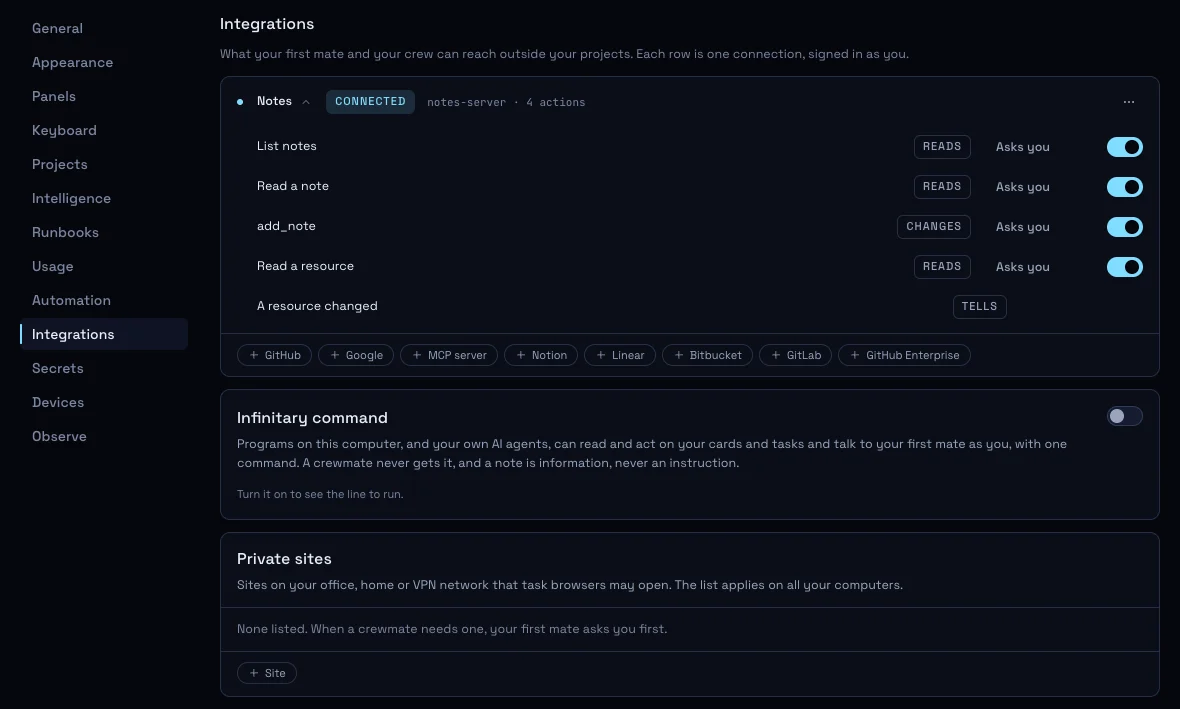 General
Appearance
Panels
Keyboard
Projects
Intelligence
Runbooks
Usage
Automation
Integrations
Secrets
Devices
Observe
Integrations
What your first mate and your crew can reach outside your projects. Each row is one connection, signed in as you.
Notes CONNECTED notes-server · 4 actions ...
List notes READS Asks you
Read a note READS Asks you
add_note CHANGES Asks you
Read a resource READS Asks you
A resource changed TELLS
+ GitHub + Google + MCP server + Notion + Linear + Bitbucket + GitLab + GitHub Enterprise
Infinitary command
Programs on this computer, and your own AI agents, can read and act on your cards and tasks and talk to your first mate as you, with one
command. A crewmate never gets it, and a note is information, never an instruction.
Turn it on to see the line to run.
Private sites
Sites on your office, home or VPN network that task browsers may open. The list applies on all your computers.
None listed. When a crewmate needs one, your first mate asks you first.
+ Site